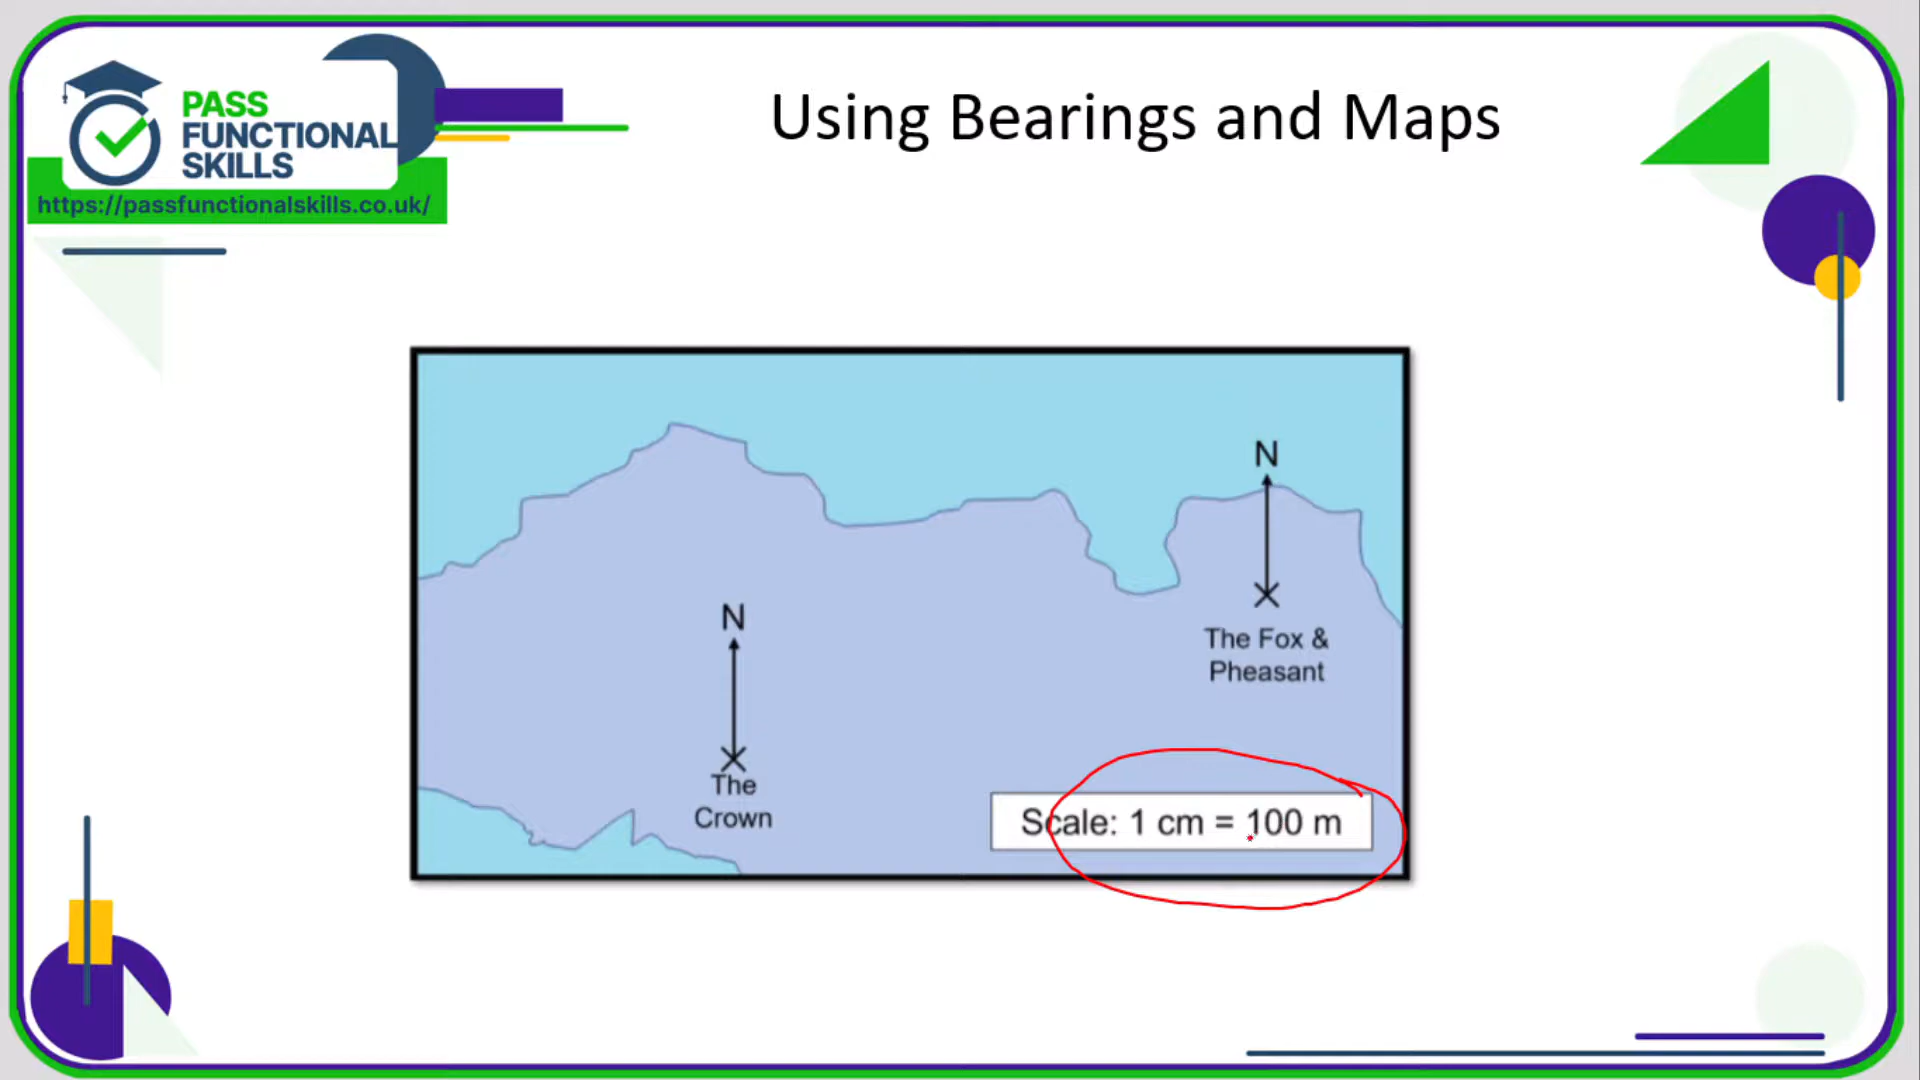 PASS
FUNCTIONAL
SKILLS
https://passfunctionalskills.co.uk/
Using Bearings and Maps
N
The Fox &
Pheasant
N
The
Crown
Scale: 1 cm = 100 m